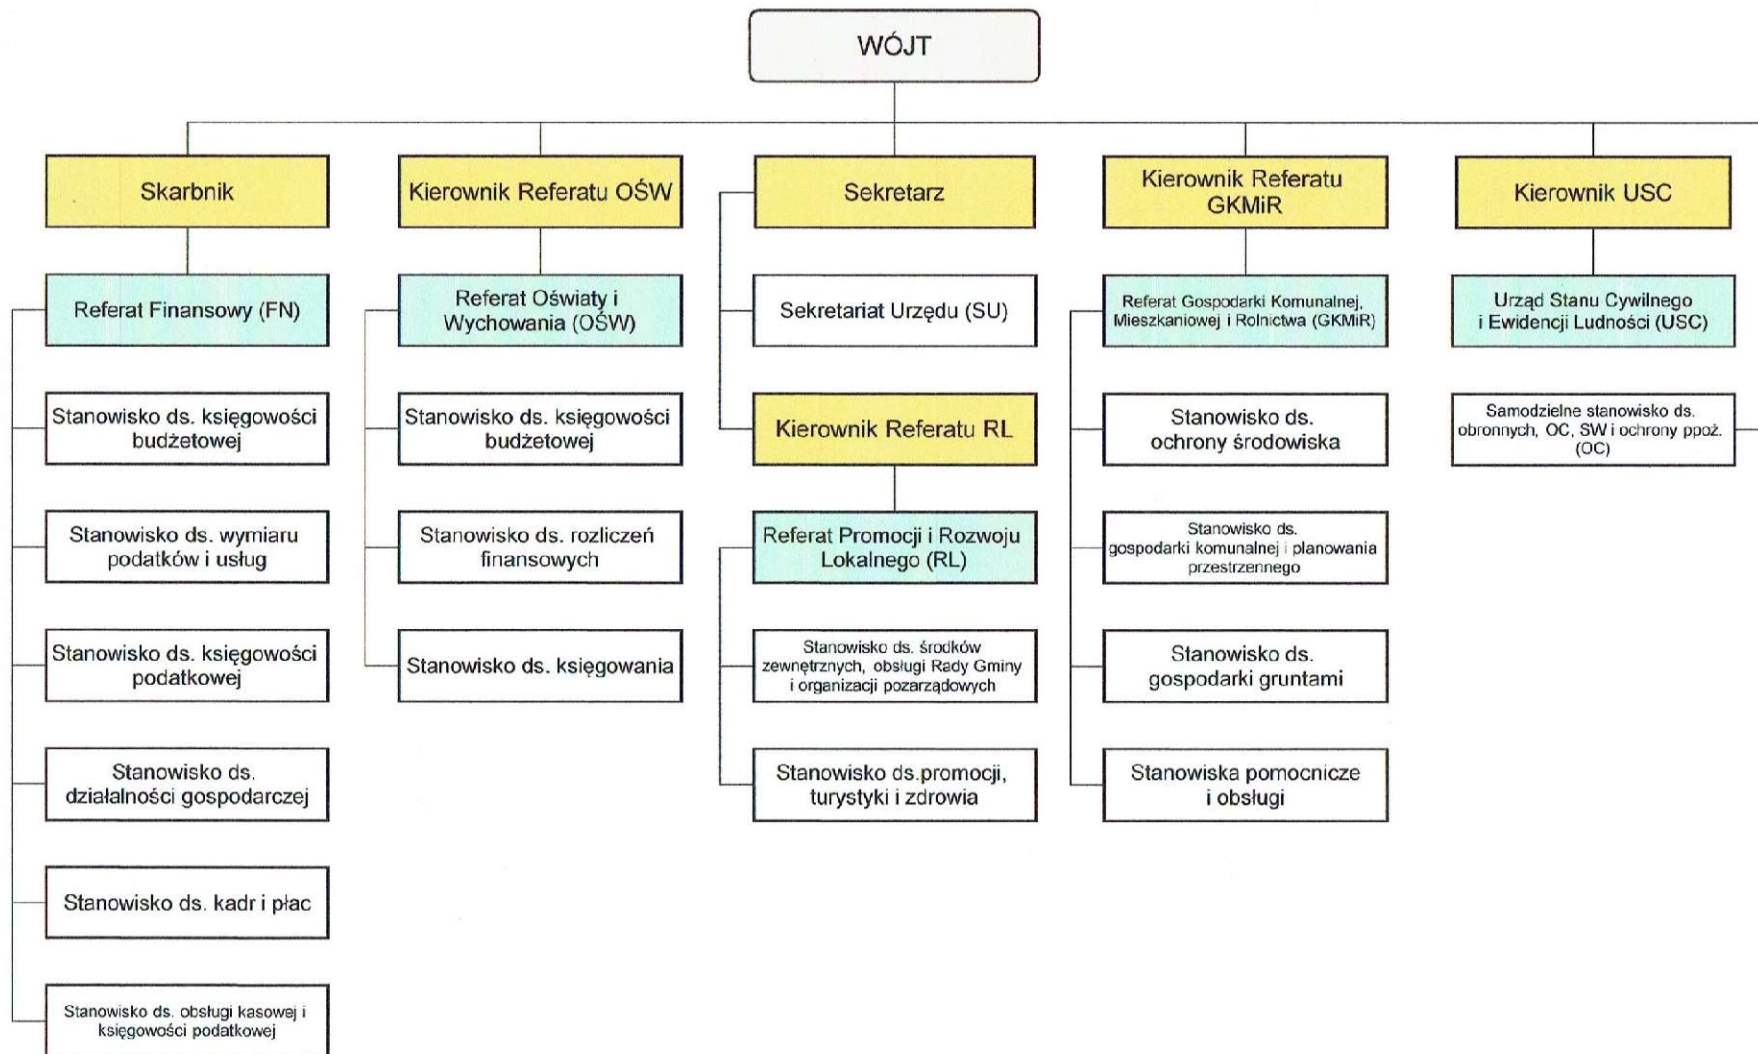 WÓJT
Skarbnik
Kierownik Referatu OŚW
Sekretarz
Kierownik Referatu
GKMiR
Kierownik USC
Referat Finansowy (FN)
Referat Oświaty i
Wychowania (OŚW)
Sekretariat Urzędu (SU)
Referat Gospodarki Komunalnej,
Mieszkaniowej i Rolnictwa (GKMiR)
Urząd Stanu Cywilnego
i Ewidencji Ludności (USC)
Stanowisko ds. księgowości
budżetowej
Stanowisko ds. księgowości
budżetowej
Kierownik Referatu RL
Stanowisko ds.
ochrony środowiska
Samodzielne stanowisko ds.
obronnych, OC, SW i ochrony ppoż.
(OC)
Stanowisko ds. wymiaru
podatków i usług
Stanowisko ds. rozliczeń
finansowych
Referat Promocji i Rozwoju
Lokalnego (RL)
Stanowisko ds.
gospodarki komunalnej i planowania
przestrzennego
Stanowisko ds. księgowości
podatkowej
Stanowisko ds. księgowania
Stanowisko ds. środków
zewnętrznych, obsługi Rady Gminy
i organizacji pozarządowych
Stanowisko ds.
gospodarki gruntami
Stanowisko ds.
działalności gospodarczej
Stanowisko ds.promocji,
turystyki i zdrowia
Stanowiska pomocnicze
i obsługi
Stanowisko ds. kadr i płac
Stanowisko ds. obsługi kasowej i
księgowości podatkowej